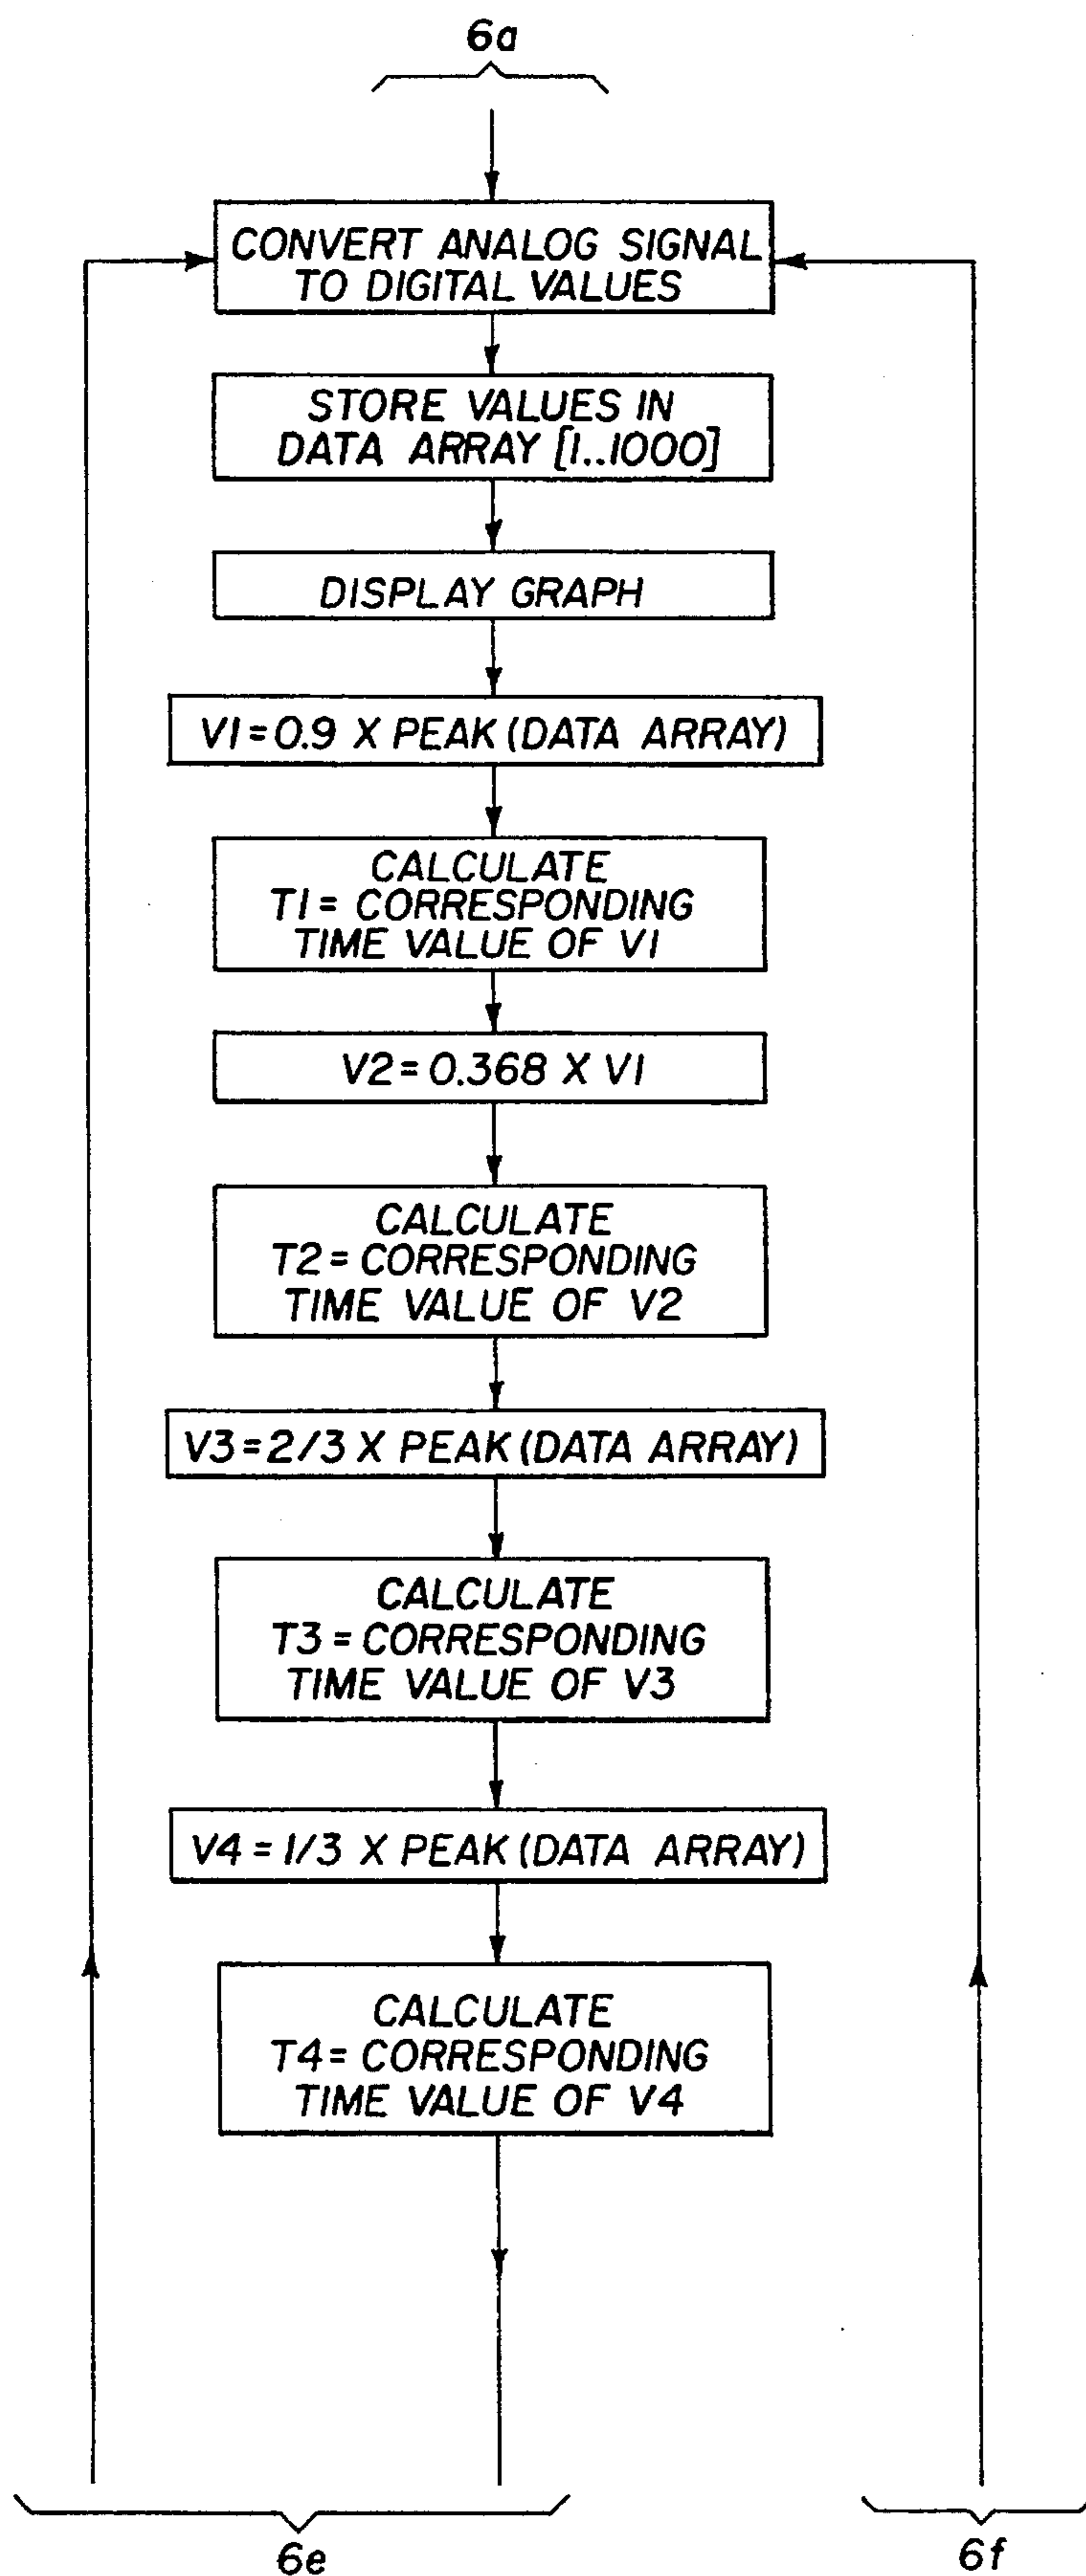 6a
CONVERT ANALOG SIGNAL
TO DIGITAL VALUES
STORE VALUES IN
DATA ARRAY [1..1000]
DISPLAY GRAPH
V1=0.9 X PEAK (DATA ARRAY)
CALCULATE
T1= CORRESPONDING
TIME VALUE OF V1
V2=0.368 X V1
CALCULATE
T2= CORRESPONDING
TIME VALUE OF V2
V3=2/3 X PEAK (DATA ARRAY)
CALCULATE
T3= CORRESPONDING
TIME VALUE OF V3
V4=1/3 X PEAK (DATA ARRAY)
CALCULATE
T4= CORRESPONDING
TIME VALUE OF V4
6e
6f